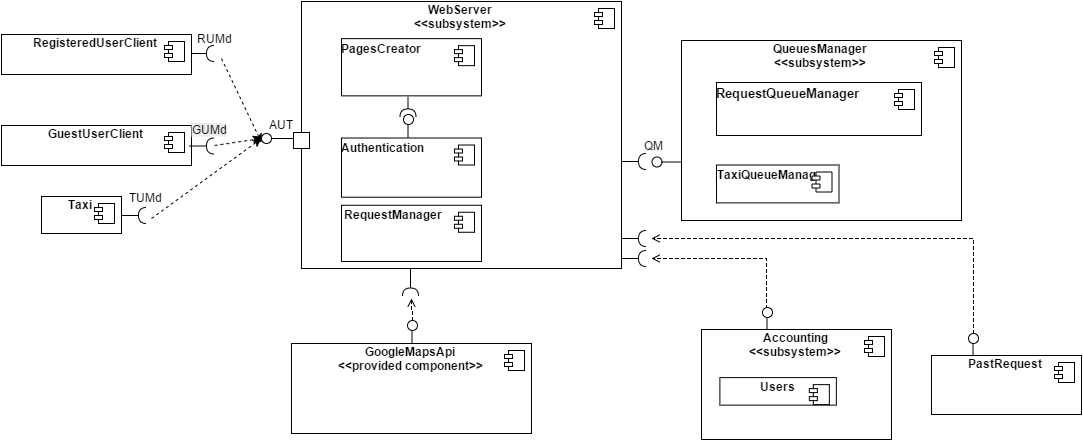 WebServer
<<subsystem>>
RegisteredUserClient
RUMd
PagesCreator
QueuesManager
<<subsystem>>
RequestQueueManager
GuestUserClient
GUMd
AUT
Authentication
QM
TaxiQueueManag
Taxi
TUMd
RequestManager
GoogleMapsApi
<<provided component>>
Accounting
<<subsystem>>
Users
PastRequest